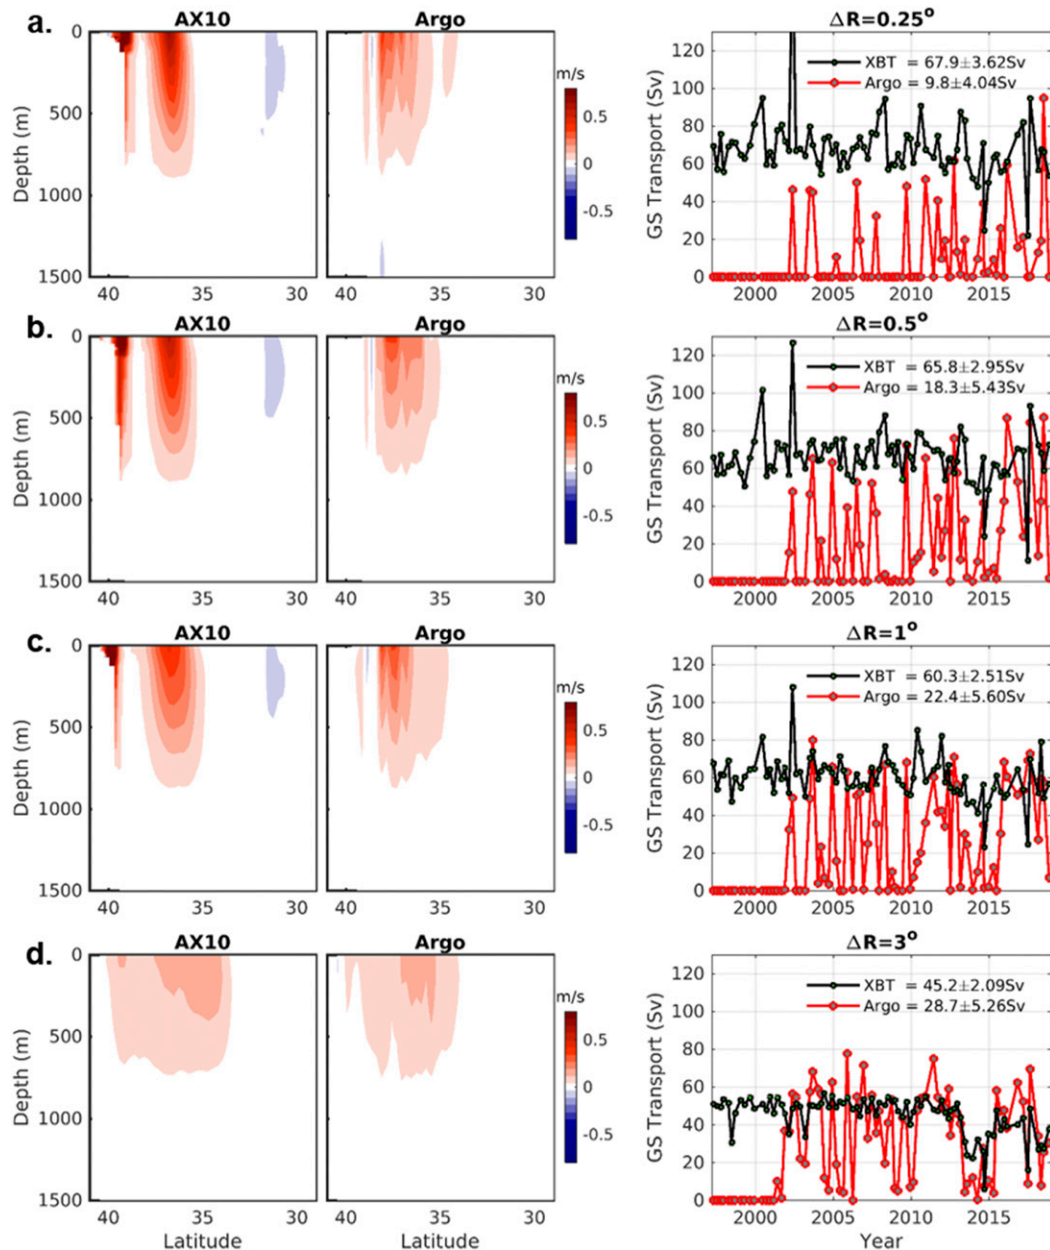 a.
AX10
Argo
ΔR=0.25°
0
500
1000
1500
Depth (m)
40
35
30
40
35
30
m/s
0.5
0
-0.5
120
100
80
60
40
20
0
GS Transport (Sv)
XBT = 67.9±3.62Sv
Argo = 9.8±4.04Sv
2000
2005
2010
2015
b.
AX10
Argo
ΔR=0.5°
0
500
1000
1500
Depth (m)
40
35
30
40
35
30
m/s
0.5
0
-0.5
120
100
80
60
40
20
0
GS Transport (Sv)
XBT = 65.8±2.95Sv
Argo = 18.3±5.43Sv
2000
2005
2010
2015
c.
AX10
Argo
ΔR=1°
0
500
1000
1500
Depth (m)
40
35
30
40
35
30
m/s
0.5
0
-0.5
120
100
80
60
40
20
0
GS Transport (Sv)
XBT = 60.3±2.51Sv
Argo = 22.4±5.60Sv
2000
2005
2010
2015
d.
AX10
Argo
ΔR=3°
0
500
1000
1500
Depth (m)
40
35
30
Latitude
40
35
30
Latitude
m/s
0.5
0
-0.5
120
100
80
60
40
20
0
GS Transport (Sv)
XBT = 45.2±2.09Sv
Argo = 28.7±5.26Sv
2000
2005
2010
2015
Year